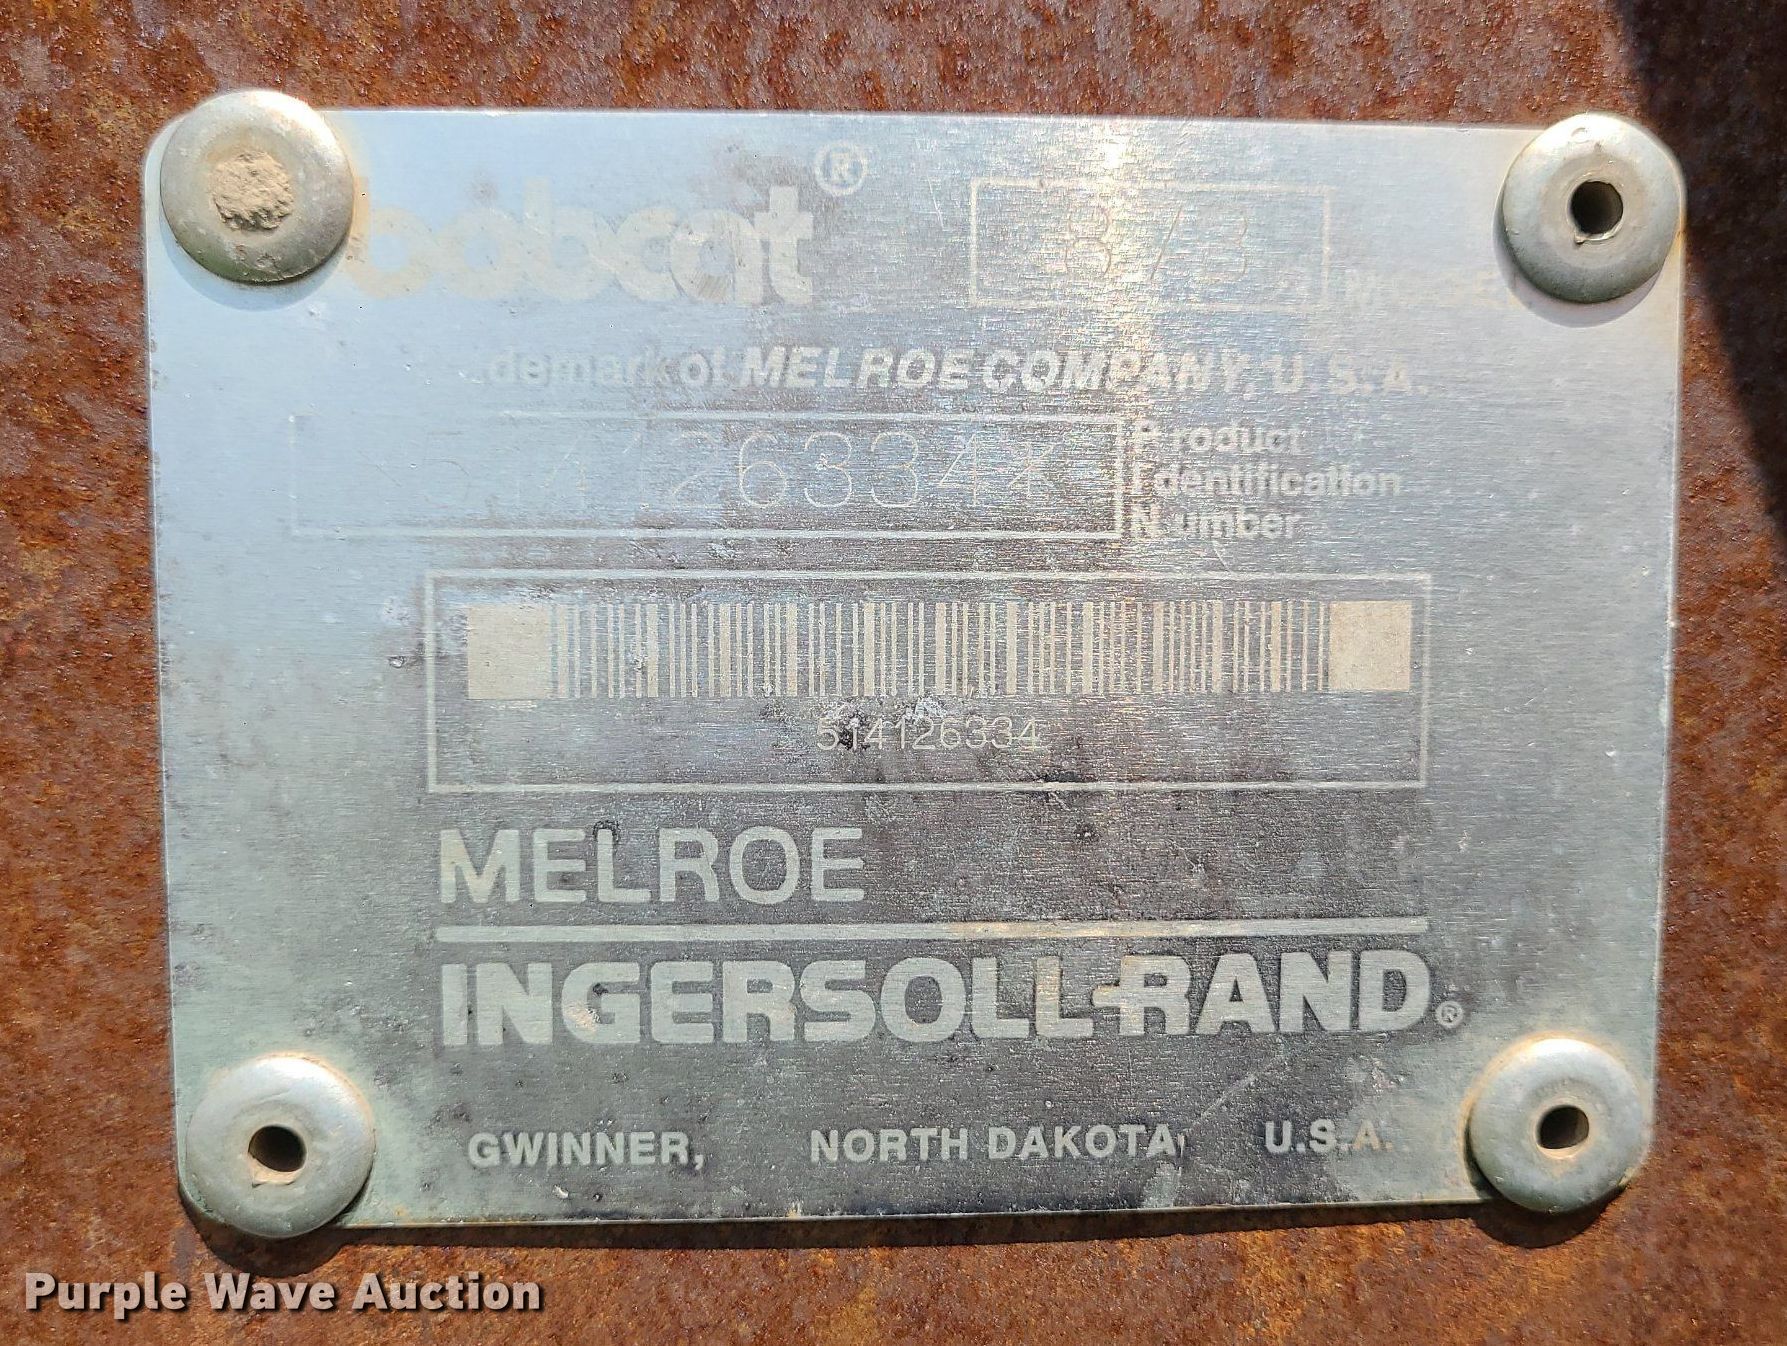 bobcat® 873 MODEL
demark of MELROE COMPANY, U.S.A.
*514126334* Product
Identification
Number
514126334
MELROE
INGERSOLL-RAND®
GWINNER, NORTH DAKOTA, U.S.A.
Purple Wave Auction